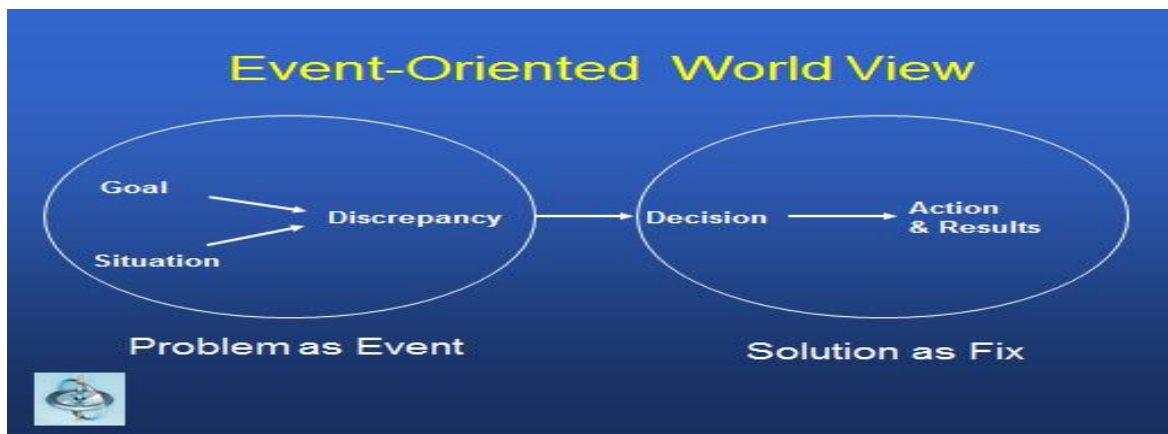 Event-Oriented World View
Goal
Situation
Discrepancy
Decision
Action
& Results
Problem as Event
Solution as Fix